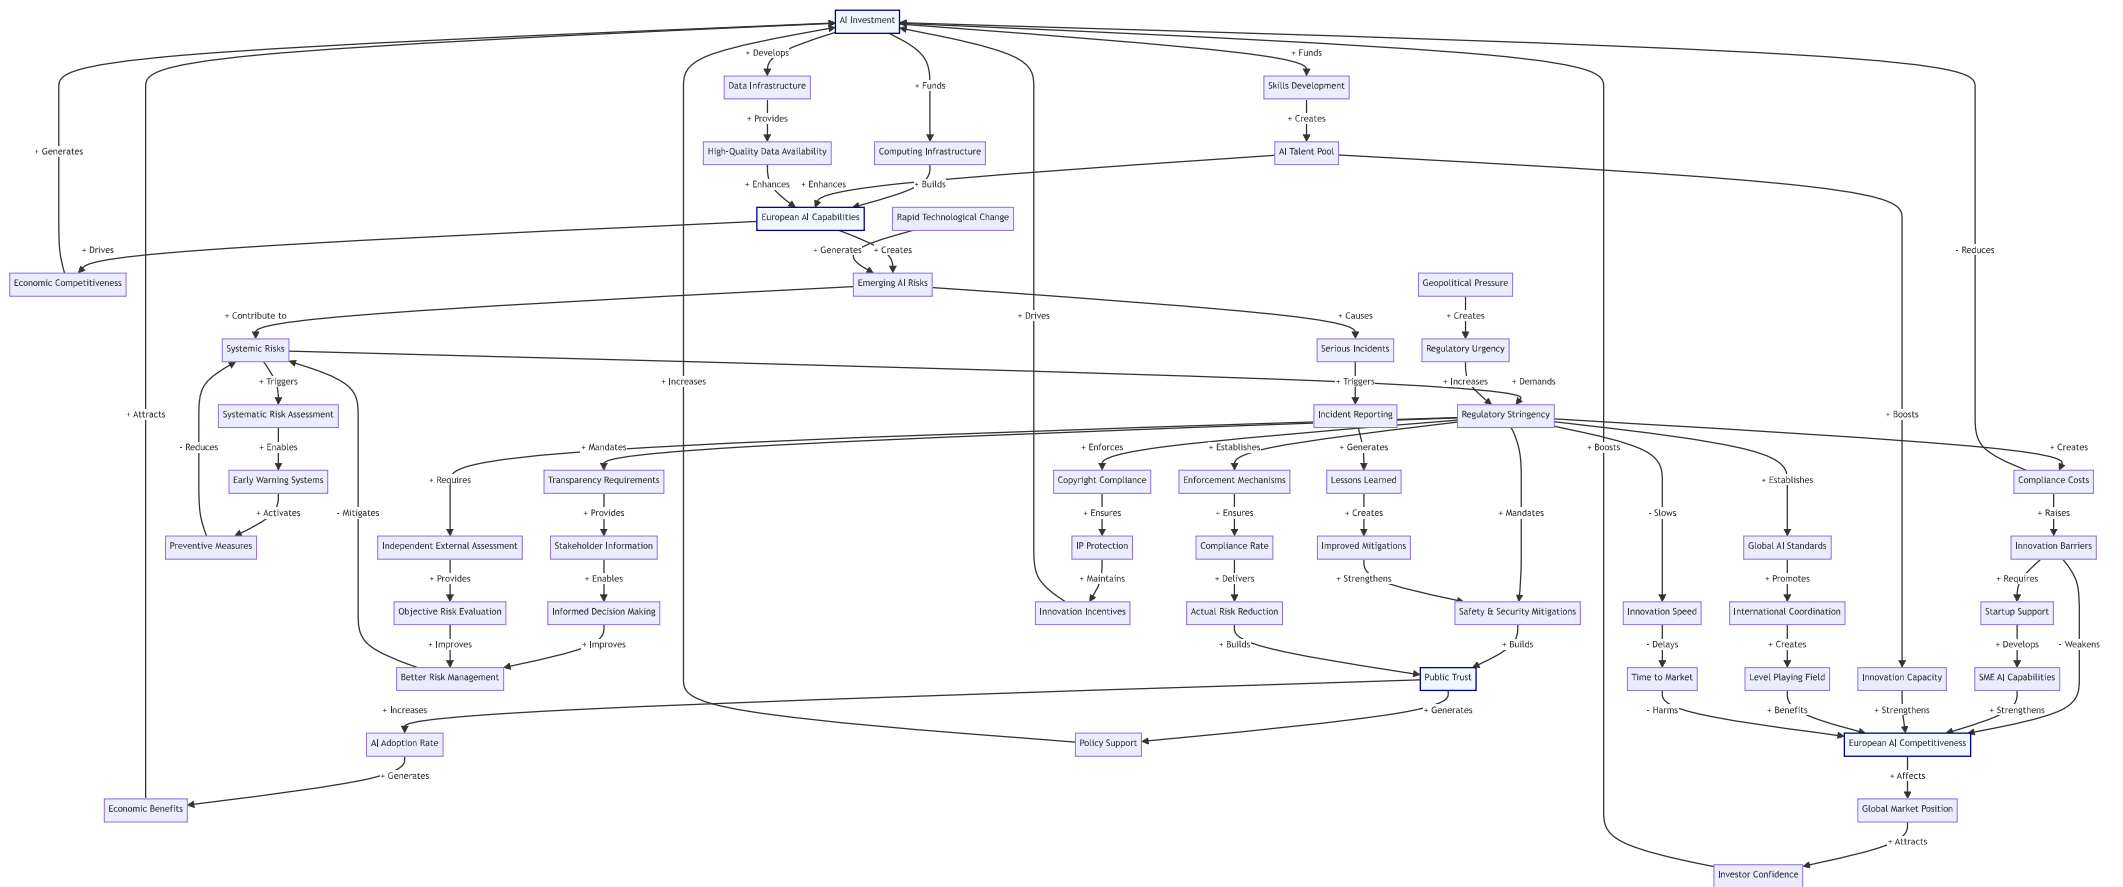 AI Investment
+ Develops
+ Funds
Data Infrastructure
+ Funds
Skills Development
+ Provides
+ Creates
+ Generates
High-Quality Data Availability
Computing Infrastructure
AI Talent Pool
+ Enhances
+ Enhances
+ Builds
European AI Capabilities
Rapid Technological Change
+ Drives
+ Generates
+ Creates
- Reduces
Economic Competitiveness
Emerging AI Risks
Geopolitical Pressure
+ Contribute to
+ Drives
+ Causes
+ Creates
Systemic Risks
Serious Incidents
Regulatory Urgency
+ Triggers
+ Increases
+ Triggers
+ Increases
+ Demands
+ Attracts
Systematic Risk Assessment
Incident Reporting
Regulatory Stringency
+ Boosts
- Reduces
+ Enables
+ Mandates
+ Enforces
+ Establishes
+ Generates
+ Boosts
+ Creates
Early Warning Systems
+ Requires
Transparency Requirements
Copyright Compliance
Enforcement Mechanisms
Lessons Learned
+ Establishes
Compliance Costs
+ Activates
- Mitigates
+ Provides
+ Ensures
+ Ensures
+ Creates
+ Mandates
- Slows
+ Raises
Preventive Measures
Independent External Assessment
Stakeholder Information
IP Protection
Compliance Rate
Improved Mitigations
Global AI Standards
Innovation Barriers
+ Provides
+ Enables
+ Maintains
+ Delivers
+ Strengthens
+ Promotes
+ Requires
Objective Risk Evaluation
Informed Decision Making
Innovation Incentives
Actual Risk Reduction
Safety & Security Mitigations
Innovation Speed
International Coordination
Startup Support
+ Improves
+ Improves
+ Builds
+ Builds
- Delays
+ Creates
+ Develops
- Weakens
Better Risk Management
Public Trust
Time to Market
Level Playing Field
Innovation Capacity
SME AI Capabilities
+ Increases
+ Generates
- Harms
+ Benefits
+ Strengthens
+ Strengthens
AI Adoption Rate
Policy Support
European AI Competitiveness
+ Generates
+ Affects
Economic Benefits
Global Market Position
+ Attracts
Investor Confidence